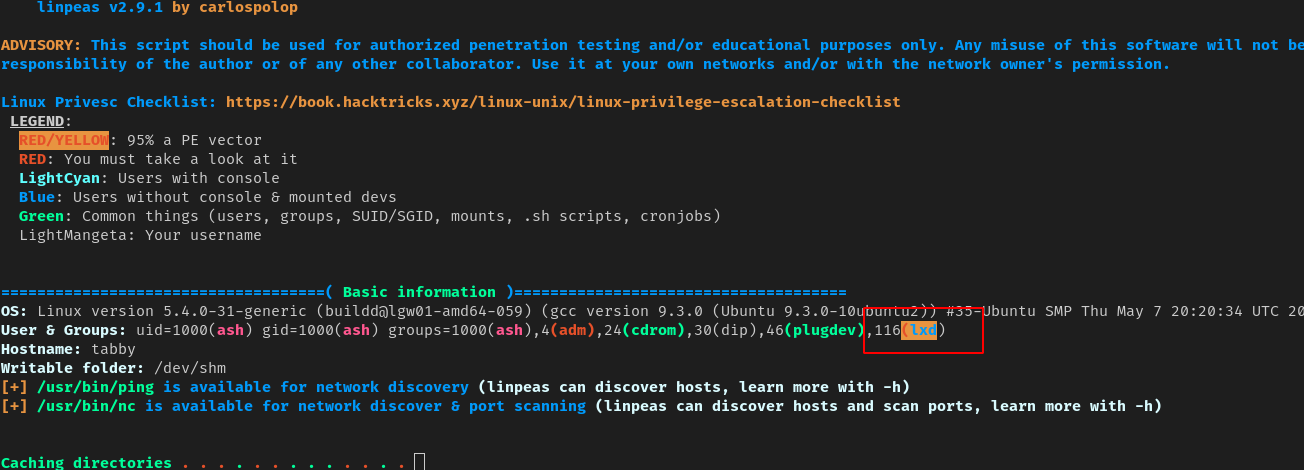 linpeas v2.9.1 by carlospolop
ADVISORY: This script should be used for authorized penetration testing and/or educational purposes only. Any misuse of this software will not be
responsibility of the author or of any other collaborator. Use it at your own networks and/or with the network owner's permission.
Linux Privesc Checklist: https://book.hacktricks.xyz/linux-unix/linux-privilege-escalation-checklist
LEGEND:
RED/YELLOW: 95% a PE vector
RED: You must take a look at it
LightCyan: Users with console
Blue: Users without console & mounted devs
Green: Common things (users, groups, SUID/SGID, mounts, .sh scripts, cronjobs)
LightMangeta: Your username
====================================( Basic information )=====================================
OS: Linux version 5.4.0-31-generic (buildd@lgw01-amd64-059) (gcc version 9.3.0 (Ubuntu 9.3.0-10ubuntu2)) #35-Ubuntu SMP Thu May 7 20:20:34 UTC 20
User & Groups: uid=1000(ash) gid=1000(ash) groups=1000(ash),4(adm),24(cdrom),30(dip),46(plugdev),116(lxd)
Hostname: tabby
Writable folder: /dev/shm
[+] /usr/bin/ping is available for network discovery (linpeas can discover hosts, learn more with -h)
[+] /usr/bin/nc is available for network discover & port scanning (linpeas can discover hosts and scan ports, learn more with -h)
Caching directories . . . . . . . . . . . . .